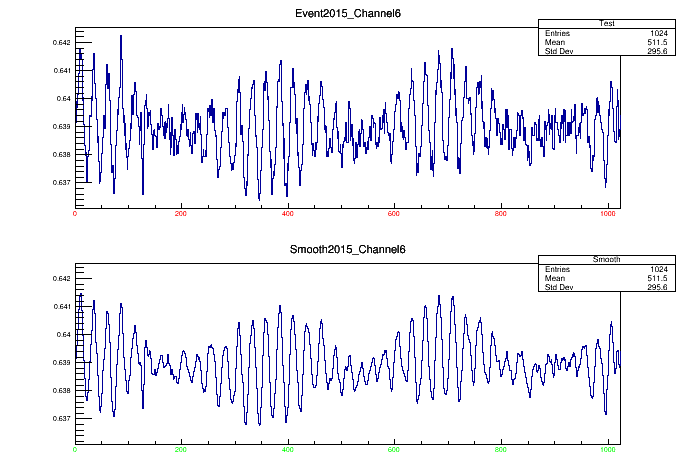 Event2015_Channel6
Test
Entries 1024
Mean 511.5
Std Dev 295.6
0.642
0.641
0.64
0.639
0.638
0.637
0 200 400 600 800 1000
Smooth2015_Channel6
Smooth
Entries 1024
Mean 511.5
Std Dev 295.6
0.642
0.641
0.64
0.639
0.638
0.637
0 200 400 600 800 1000